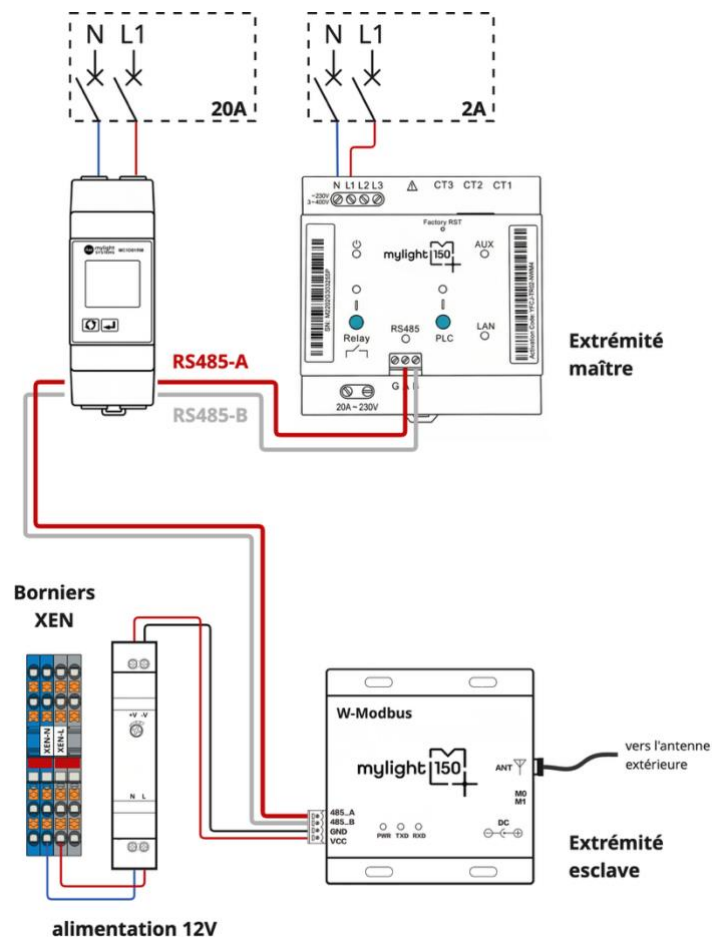 N L1
N L1
20A
2A
N L1 L2 L3
CT3 CT2 CT1
~230V
3~400V
Factory RST
mylight
systems
mylight 150
AUX
Relay
RS485
PLC
LAN
Extrémité
maître
G A B
20A ~ 230V
RS485-A
RS485-B
Borniers
XEN
XEN-N
XEN-L
+V -V
N L
W-Modbus
mylight 150
ANT
vers l'antenne
extérieure
M0
M1
DC
485_A
485_B
GND
VCC
PWR TXD RXD
Extrémité
esclave
alimentation 12V